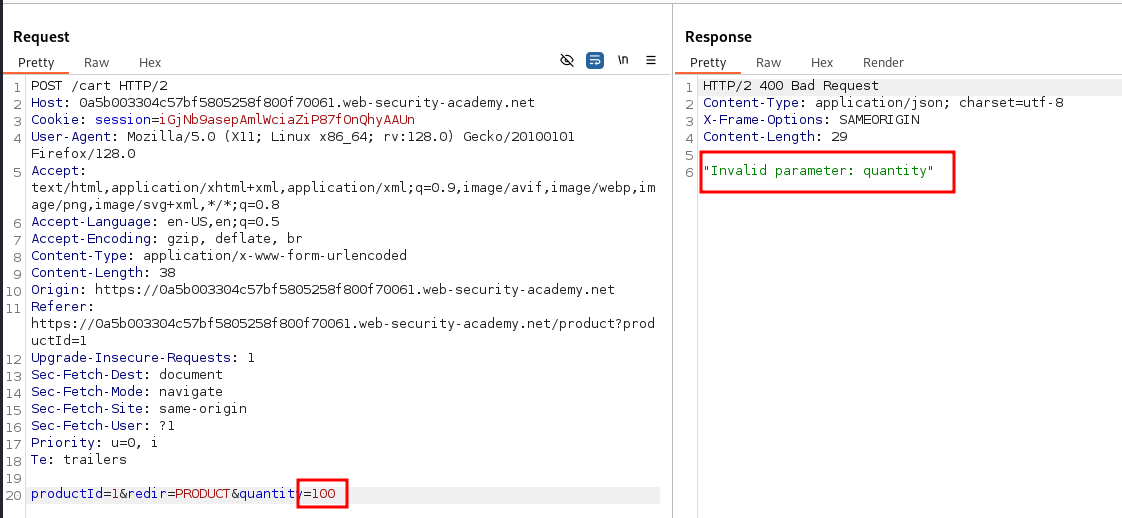 Request
Pretty Raw Hex
\n
1 POST /cart HTTP/2
2 Host: 0a5b003304c57bf5805258f800f70061.web-security-academy.net
3 Cookie: session=iGjNb9asepAmlWciaZiP87fOnQhyAAUn
4 User-Agent: Mozilla/5.0 (X11; Linux x86_64; rv:128.0) Gecko/20100101
Firefox/128.0
5 Accept:
text/html,application/xhtml+xml,application/xml;q=0.9,image/avif,image/webp,im
age/png,image/svg+xml,*/*;q=0.8
6 Accept-Language: en-US,en;q=0.5
7 Accept-Encoding: gzip, deflate, br
8 Content-Type: application/x-www-form-urlencoded
9 Content-Length: 38
10 Origin: https://0a5b003304c57bf5805258f800f70061.web-security-academy.net
11 Referer:
https://0a5b003304c57bf5805258f800f70061.web-security-academy.net/product?prod
uctId=1
12 Upgrade-Insecure-Requests: 1
13 Sec-Fetch-Dest: document
14 Sec-Fetch-Mode: navigate
15 Sec-Fetch-Site: same-origin
16 Sec-Fetch-User: ?1
17 Priority: u=0, i
18 Te: trailers
19
20 productId=1&redir=PRODUCT&quantity=100
Response
Pretty Raw Hex Render
1 HTTP/2 400 Bad Request
2 Content-Type: application/json; charset=utf-8
3 X-Frame-Options: SAMEORIGIN
4 Content-Length: 29
5
6 "Invalid parameter: quantity"